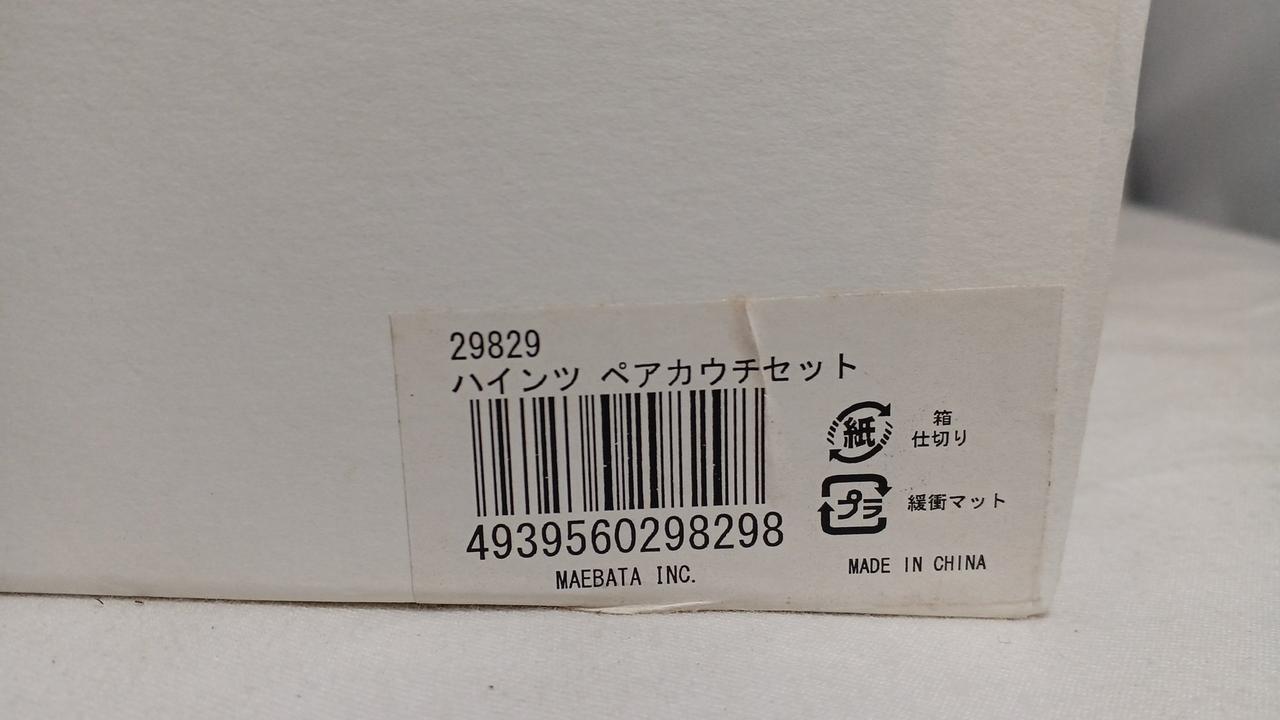 29829
ハインツ ペアカウチセット
4939560298298
MAEBATA INC.
紙
箱
仕切り
プラ
緩衝マット
MADE IN CHINA